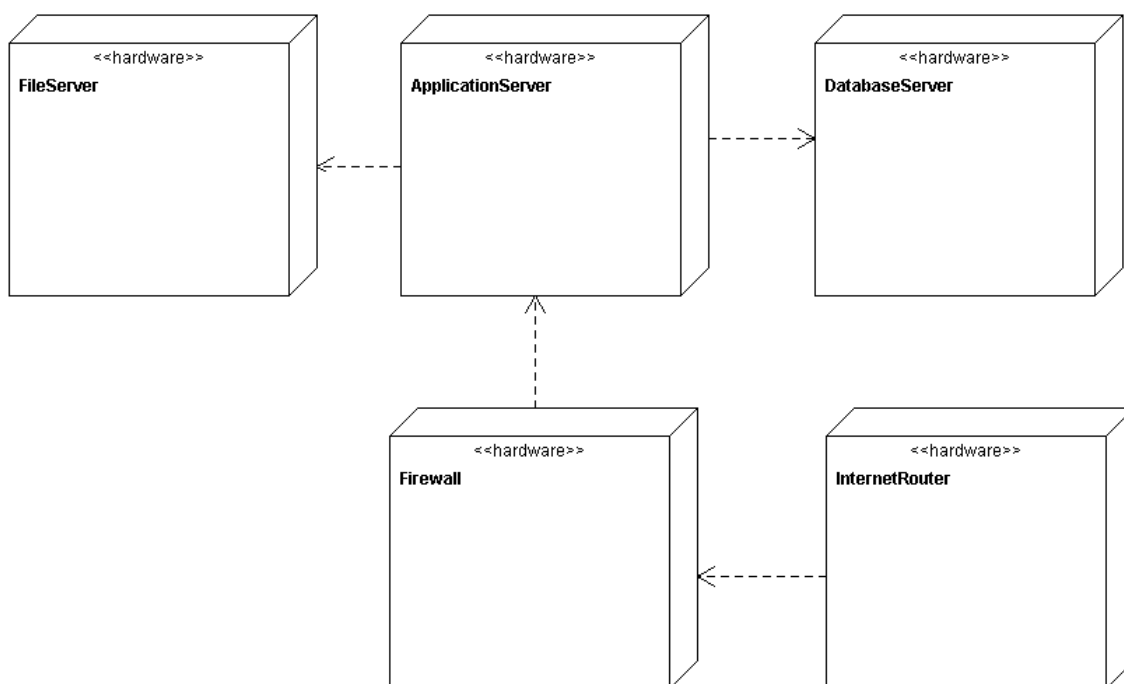 <<hardware>>
FileServer
<<hardware>>
ApplicationServer
<<hardware>>
DatabaseServer
<<hardware>>
Firewall
<<hardware>>
InternetRouter